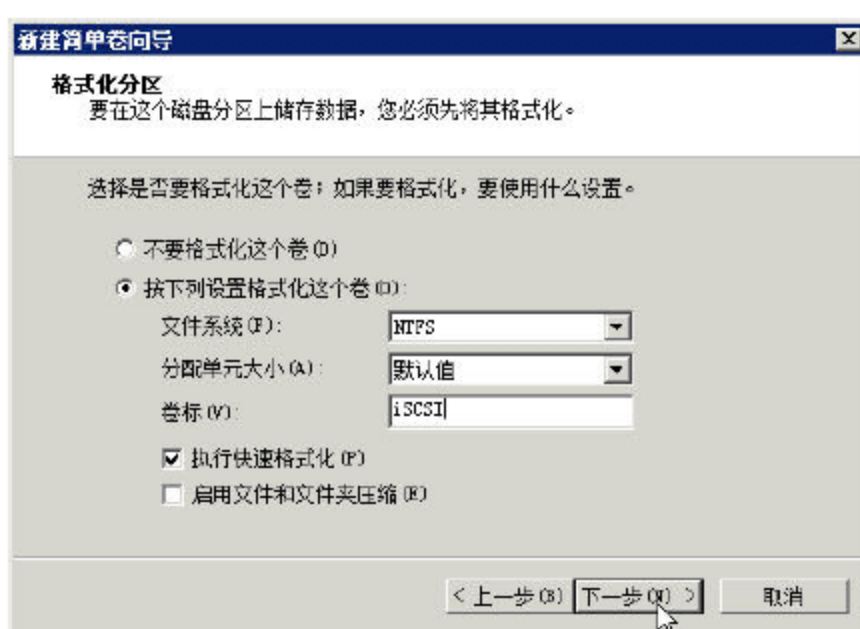 新建简单卷向导
格式化分区
要在这个磁盘分区上储存数据，您必须先将其格式化。
选择是否要格式化这个卷；如果要格式化，要使用什么设置。
不要格式化这个卷(D)
按下列设置格式化这个卷(O):
文件系统(F): NTFS
分配单元大小(A): 默认值
卷标(V): iSCSI
执行快速格式化(P)
启用文件和文件夹压缩(E)
< 上一步(B) 下一步(N) > 取消